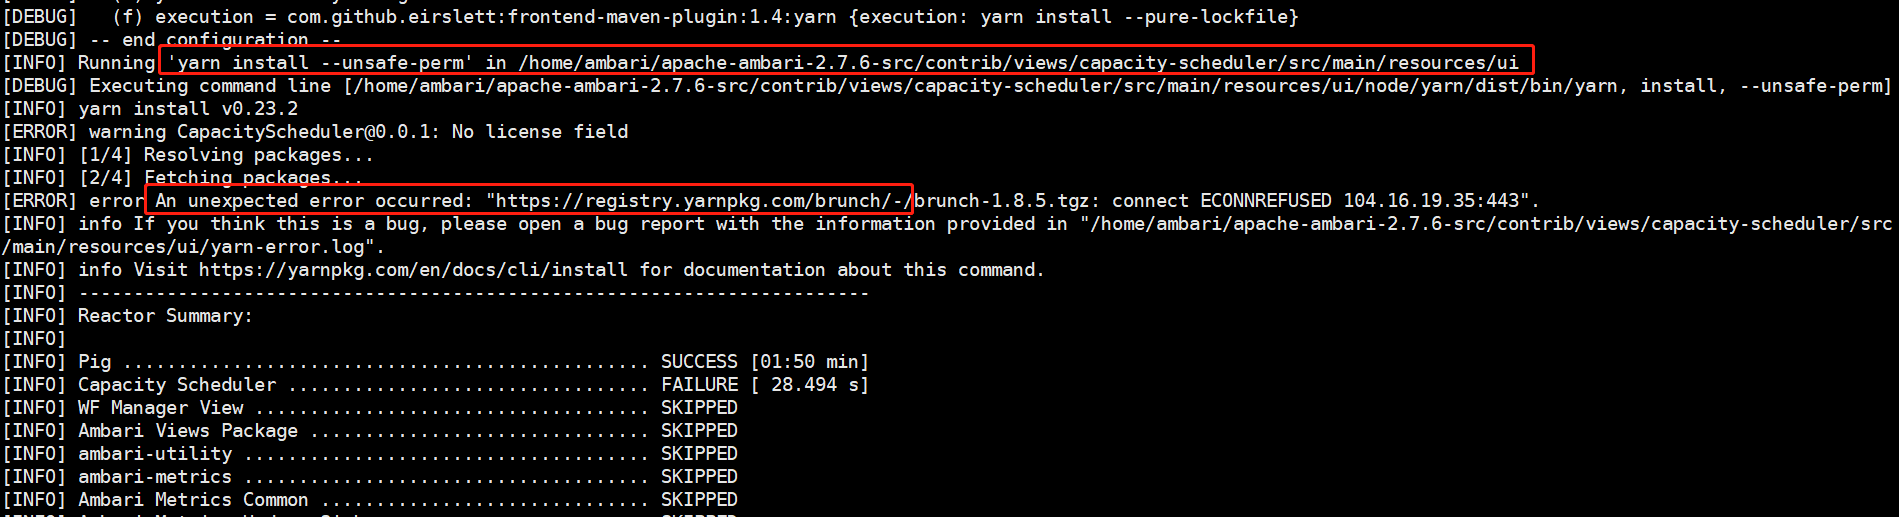 [DEBUG]   (f) execution = com.github.eirslett:frontend-maven-plugin:1.4:yarn {execution: yarn install --pure-lockfile}
[DEBUG] -- end configuration --
[INFO] Running 'yarn install --unsafe-perm' in /home/ambari/apache-ambari-2.7.6-src/contrib/views/capacity-scheduler/src/main/resources/ui
[DEBUG] Executing command line [/home/ambari/apache-ambari-2.7.6-src/contrib/views/capacity-scheduler/src/main/resources/ui/node/yarn/dist/bin/yarn, install, --unsafe-perm]
[INFO] yarn install v0.23.2
[ERROR] warning CapacityScheduler@0.0.1: No license field
[INFO] [1/4] Resolving packages...
[INFO] [2/4] Fetching packages...
[ERROR] error An unexpected error occurred: "https://registry.yarnpkg.com/brunch/-/brunch-1.8.5.tgz: connect ECONNREFUSED 104.16.19.35:443".
[INFO] info If you think this is a bug, please open a bug report with the information provided in "/home/ambari/apache-ambari-2.7.6-src/contrib/views/capacity-scheduler/src
/main/resources/ui/yarn-error.log".
[INFO] info Visit https://yarnpkg.com/en/docs/cli/install for documentation about this command.
[INFO] ------------------------------------------------------------------------
[INFO] Reactor Summary:
[INFO]
[INFO] Pig ................................................ SUCCESS [01:50 min]
[INFO] Capacity Scheduler ................................. FAILURE [ 28.494 s]
[INFO] WF Manager View .................................... SKIPPED
[INFO] Ambari Views Package ............................... SKIPPED
[INFO] ambari-utility ..................................... SKIPPED
[INFO] ambari-metrics ..................................... SKIPPED
[INFO] Ambari Metrics Common .............................. SKIPPED